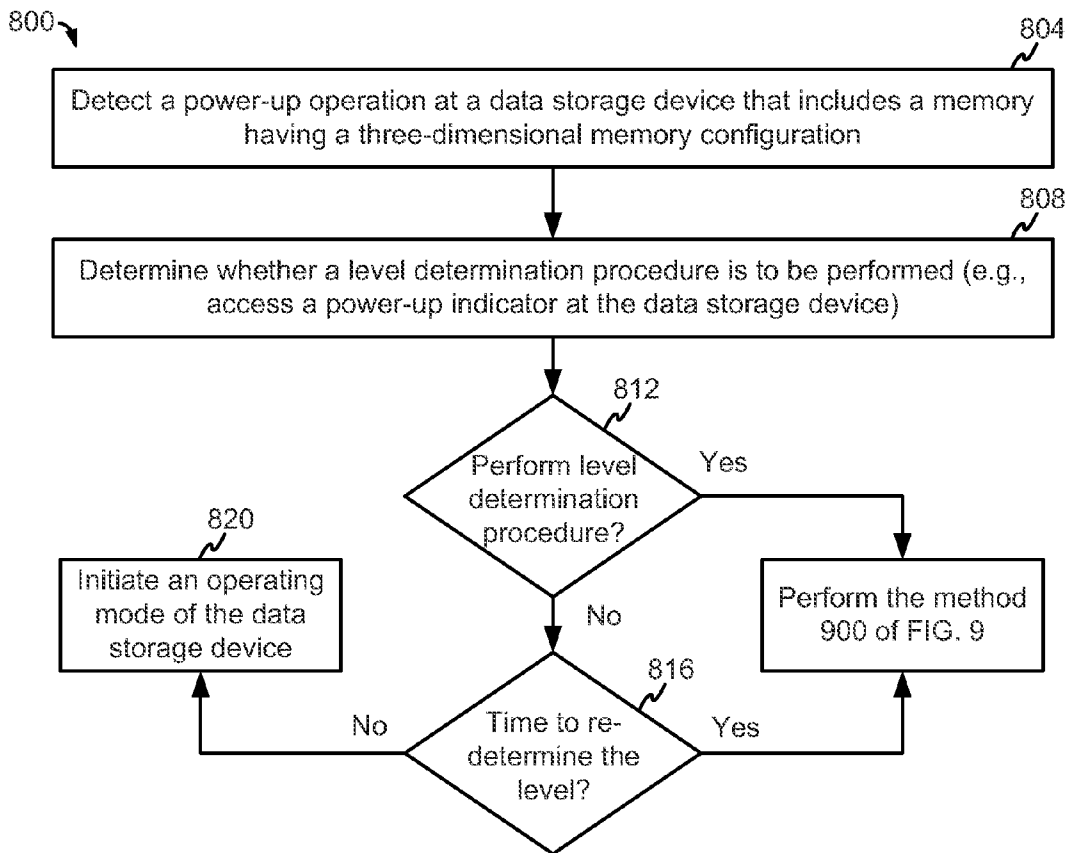 800
804
Detect a power-up operation at a data storage device that includes a memory
having a three-dimensional memory configuration
808
Determine whether a level determination procedure is to be performed (e.g.,
access a power-up indicator at the data storage device)
812
Perform level
determination
procedure?
Yes
820
Initiate an operating
mode of the data
storage device
No
Perform the method
900 of FIG. 9
816
No
Time to re-
determine the
level?
Yes